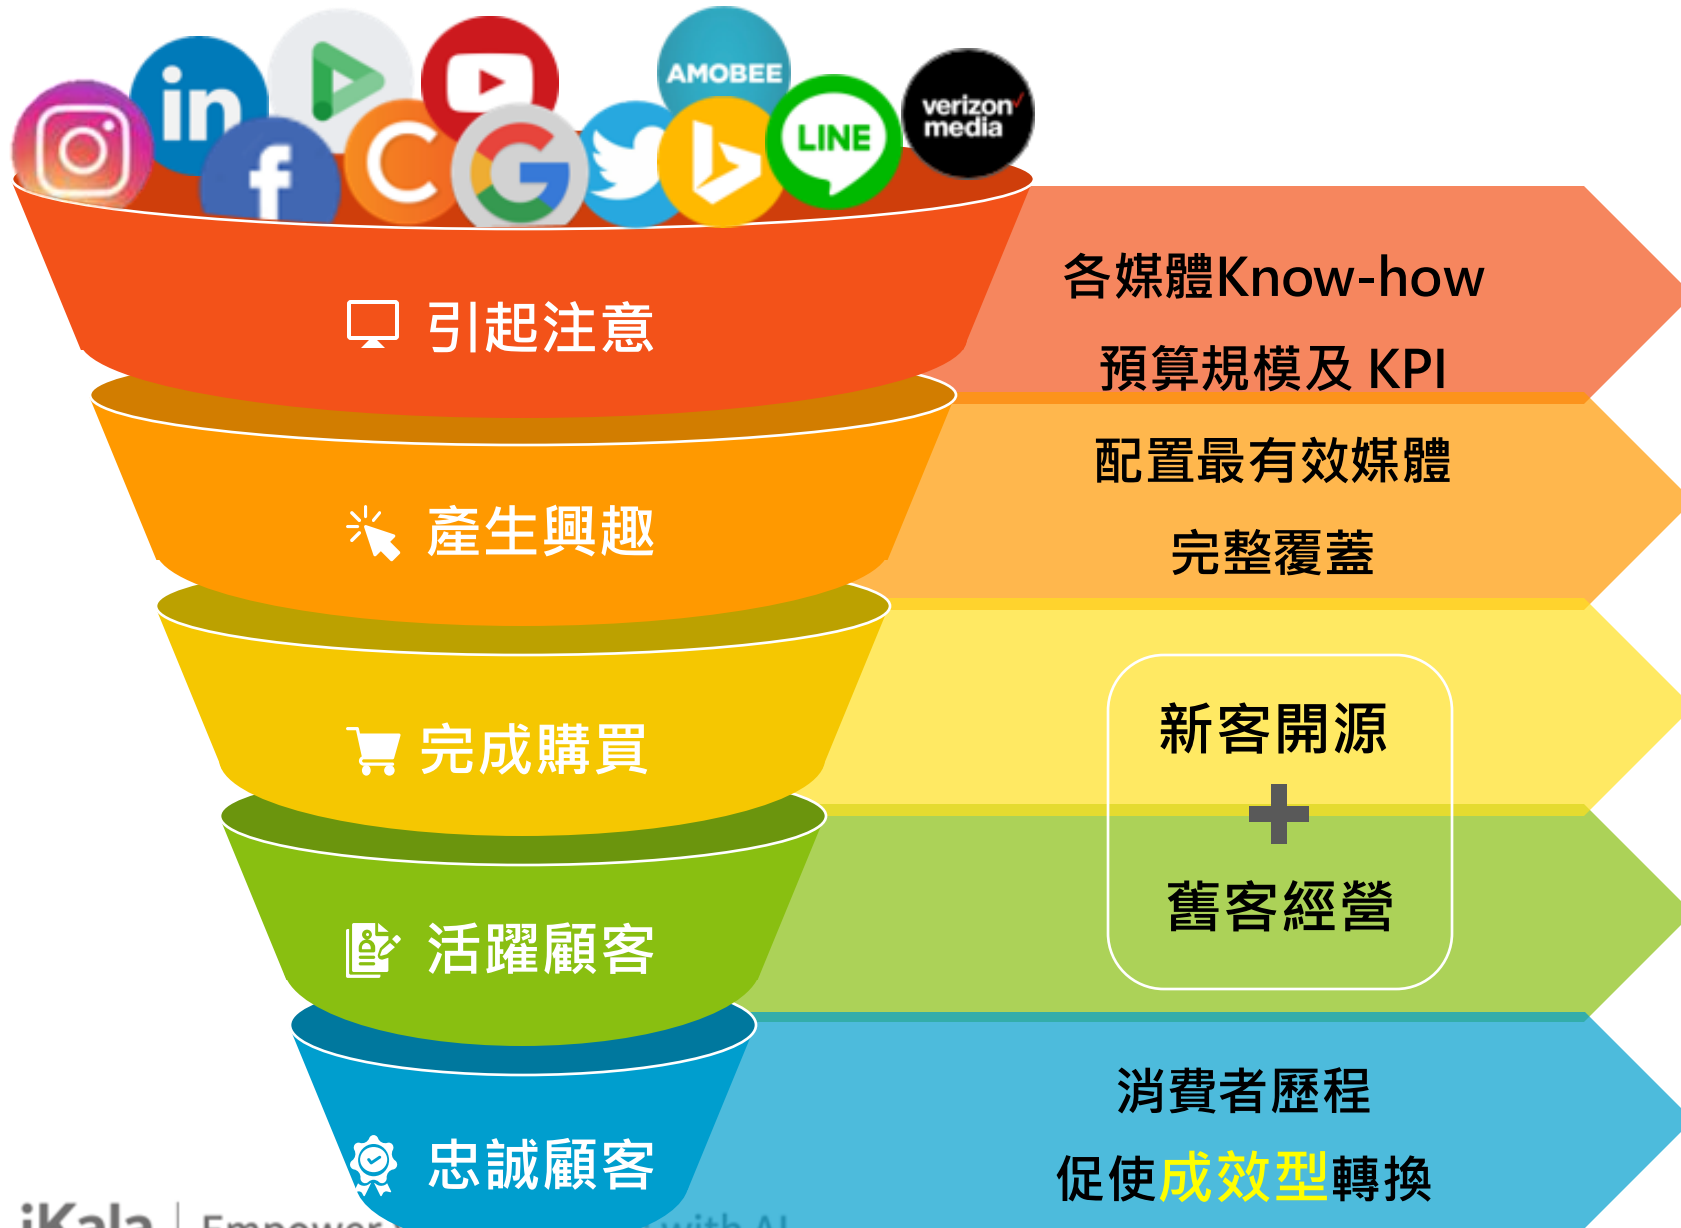 in
AMOBEE
verizon
media
LINE
f
C
G
引起注意
各媒體Know-how
預算規模及 KPI
產生興趣
配置最有效媒體
完整覆蓋
完成購買
新客開源
+
活躍顧客
舊客經營
忠誠顧客
消費者歷程
促使成效型轉換
iKala | Empower with AI